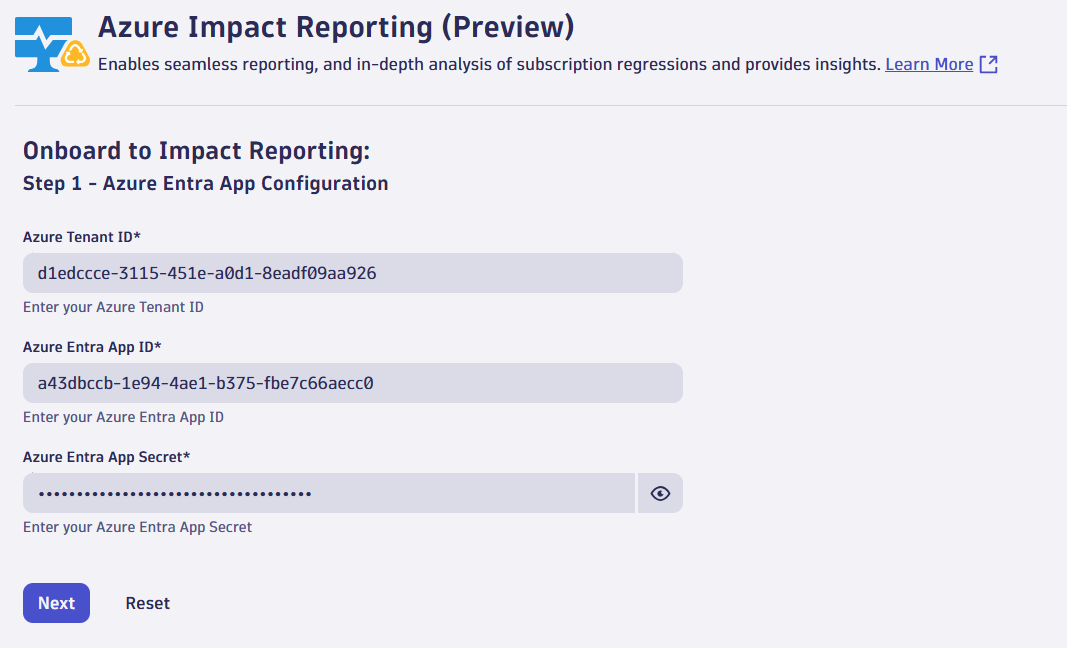 Azure Impact Reporting (Preview)
Enables seamless reporting, and in-depth analysis of subscription regressions and provides insights. Learn More
Onboard to Impact Reporting:
Step 1 - Azure Entra App Configuration
Azure Tenant ID*
d1edccce-3115-451e-a0d1-8eadf09aa926
Enter your Azure Tenant ID
Azure Entra App ID*
a43dbccb-1e94-4ae1-b375-fbe7c66aecc0
Enter your Azure Entra App ID
Azure Entra App Secret*
••••••••••••••••••••••••••••••••••••
Enter your Azure Entra App Secret
Next Reset